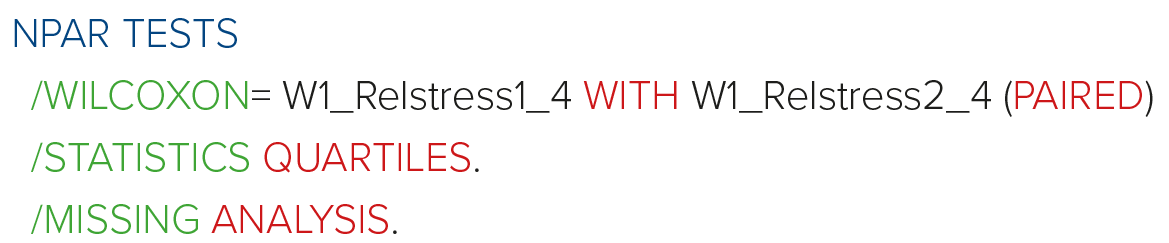 NPAR TESTS
/WILCOXON= W1_Relstress1_4 WITH W1_Relstress2_4 (PAIRED)
/STATISTICS QUARTILES.
/MISSING ANALYSIS.